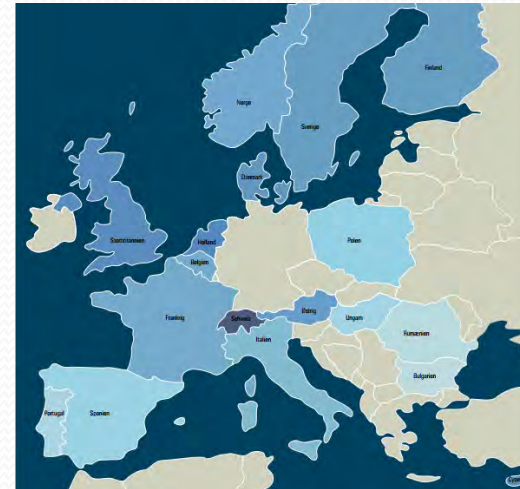 Finland
Norge
Sverige
Danmark
Storbritannien
Holland
Polen
Belgien
Frankrig
Schweiz
Østrig
Ungarn
Rumænien
Italien
Bulgarien
Portugal
Spanien